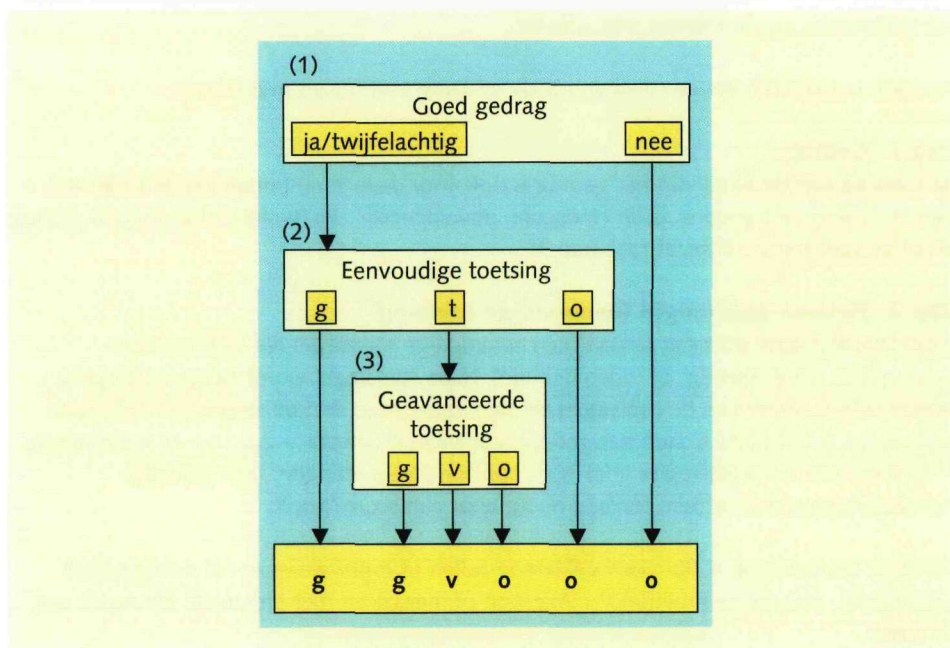 (1)
Goed gedrag
ja/twijfelachtig nee
(2)
Eenvoudige toetsing
g t o
(3)
Geavanceerde
toetsing
g v o
g g v o o o